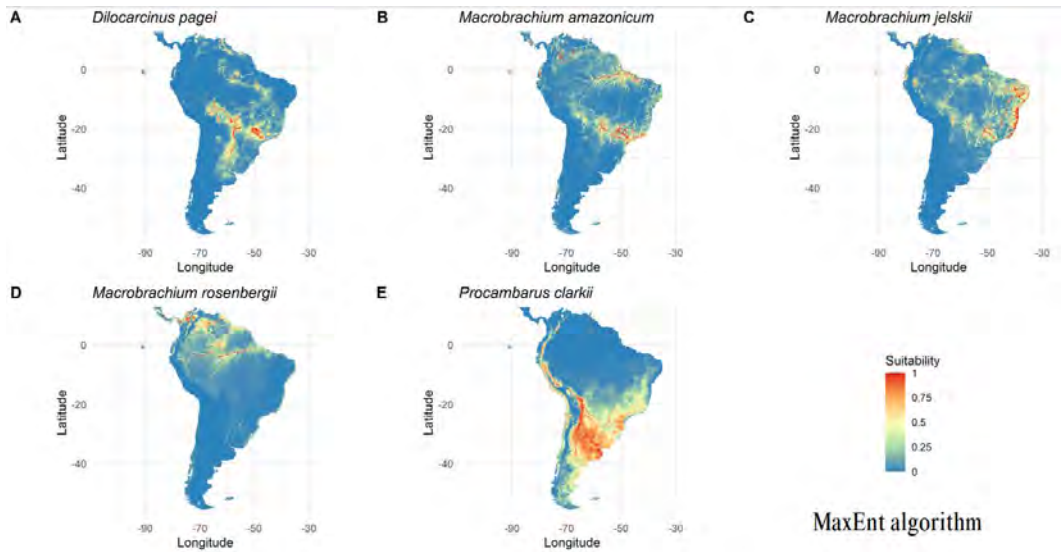 A Dilocarcinus pagei
B Macrobrachium amazonicum
C Macrobrachium jelskii
0
-20
-40
Latitude
-90 -70 -50 -30
Longitude
0
-20
-40
Latitude
-90 -70 -50 -30
Longitude
0
-20
-40
Latitude
-90 -70 -50 -30
Longitude
D Macrobrachium rosenbergii
E Procambarus clarkii
0
-20
-40
Latitude
-90 -70 -50 -30
Longitude
0
-20
-40
Latitude
-90 -70 -50 -30
Longitude
Suitability
1
0.75
0.5
0.25
0
MaxEnt algorithm